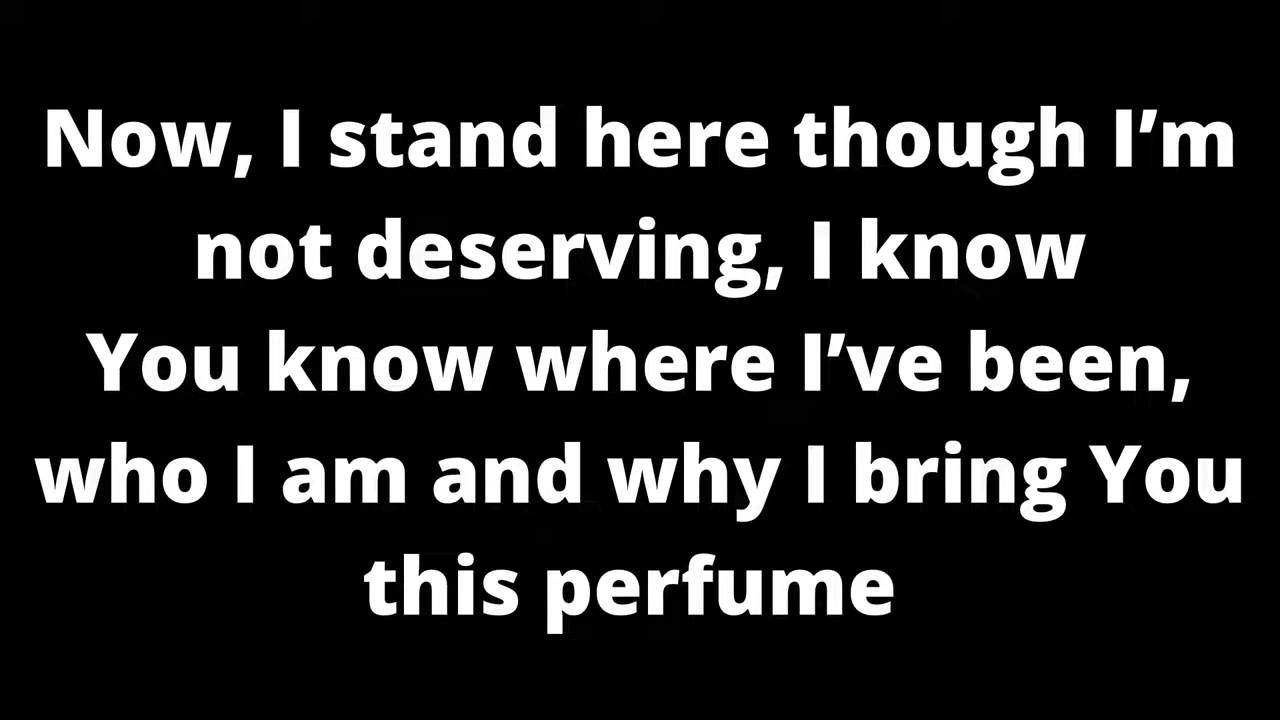 Now, I stand here though I’m
not deserving, I know
You know where I’ve been,
who I am and why I bring You
this perfume